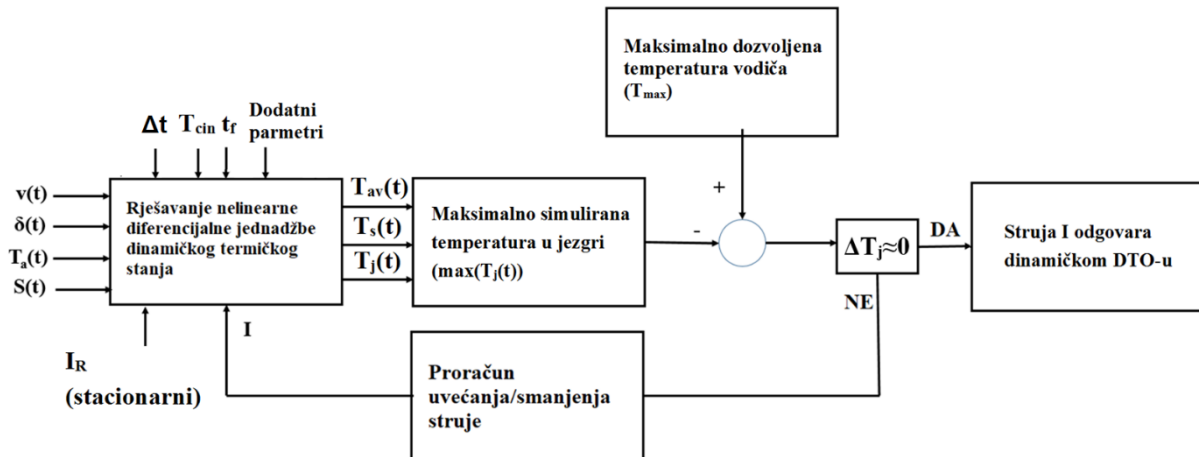 Maksimalno dozvoljena
temperatura vodiča
(Tmax)
Δt
Tcin
tf
Dodatni
parmetri
v(t)
δ(t)
Ta(t)
S(t)
Rješavanje nelinearne
diferencijalne jednadžbe
dinamičkog termičkog
stanja
Tav(t)
Ts(t)
Tj(t)
Maksimalno simulirana
temperatura u jezgri
(max(Tj(t))
+
-
ΔTj≈0
DA
NE
Struja I odgovara
dinamičkom DTO-u
IR
(stacionarni)
I
Proračun
uvećanja/smanjenja
struje